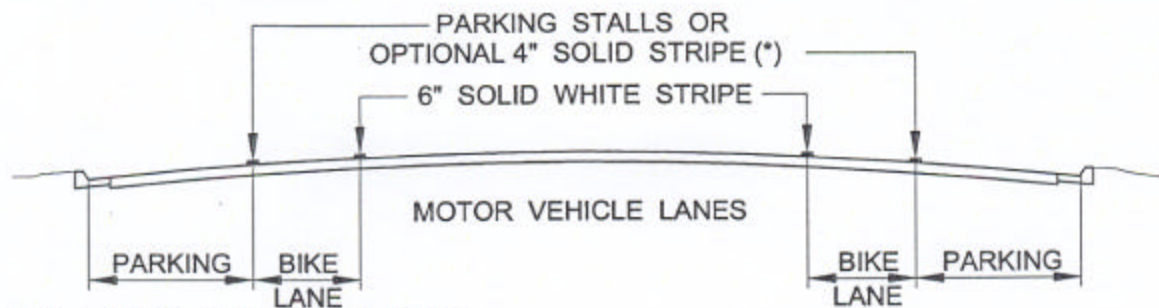 PARKING STALLS OR
OPTIONAL 4" SOLID STRIPE (*)
6" SOLID WHITE STRIPE
MOTOR VEHICLE LANES
PARKING
BIKE
LANE
BIKE
LANE
PARKING